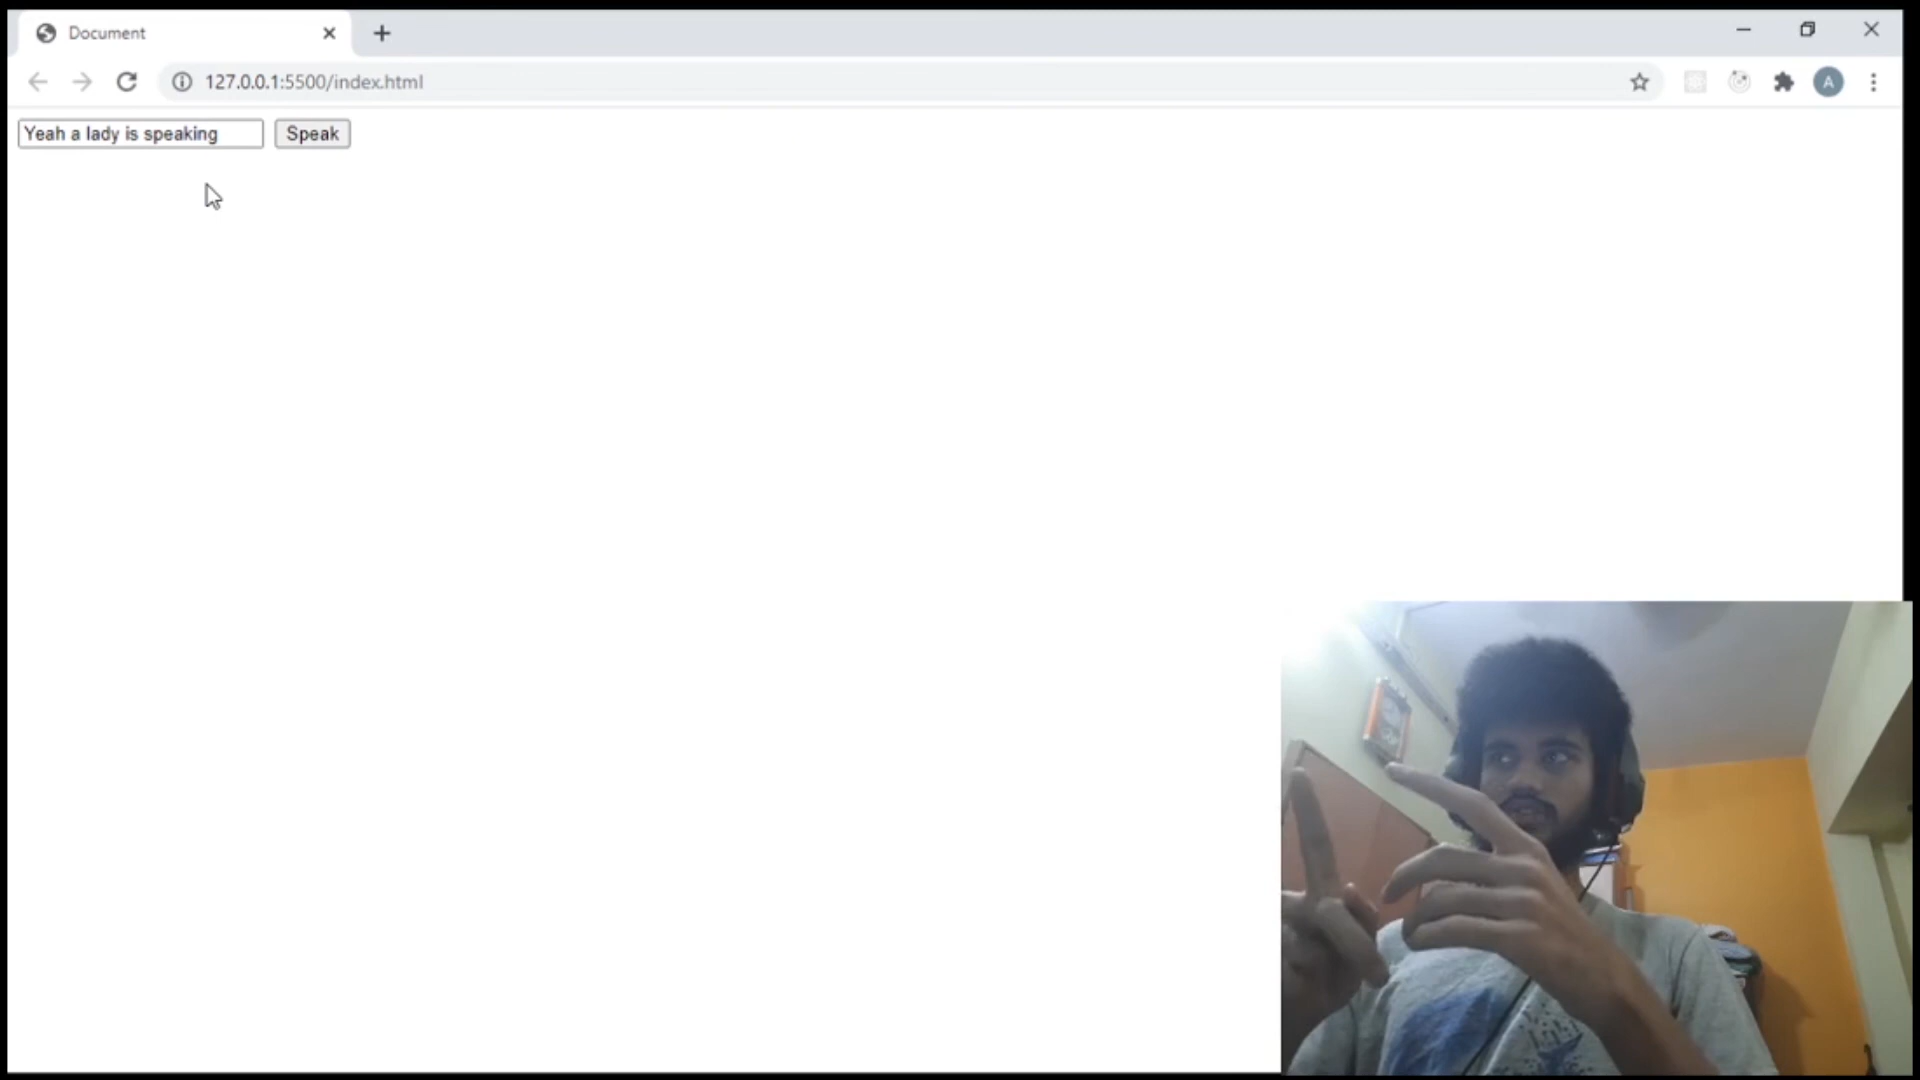 Document
127.0.0.1:5500/index.html
A
Yeah a lady is speaking
Speak